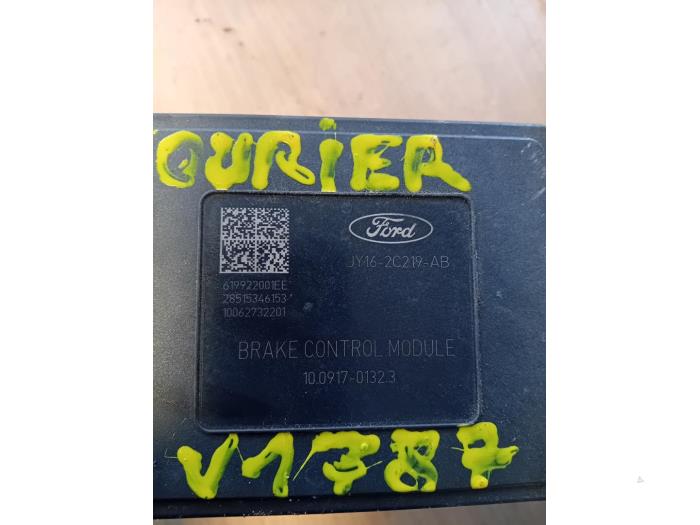 OURIER
Ford
JY16-2C219-AB
619922001EE
28515346153
10062732201
BRAKE CONTROL MODULE
10.0917-0132.3
V1787